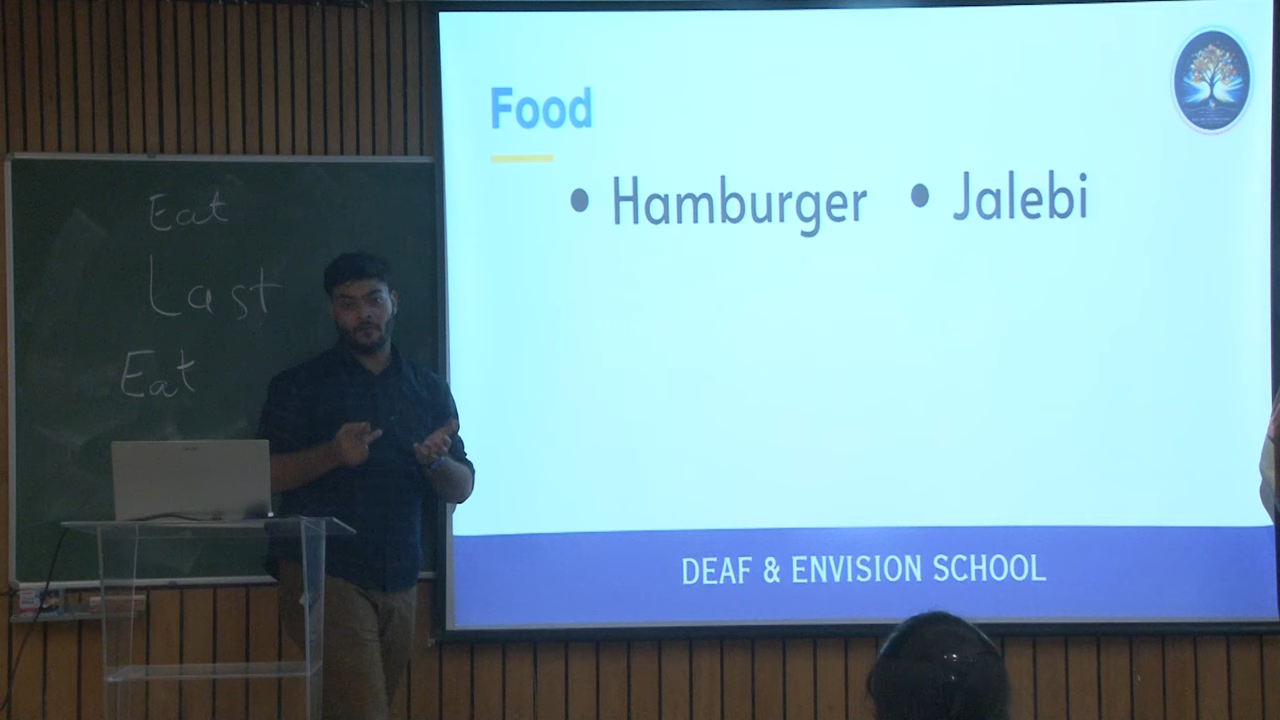 Eat
Last
Eat
Food
• Hamburger • Jalebi
DEAF & ENVISION SCHOOL